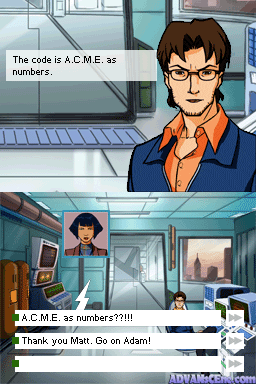 The code is A.C.M.E. as
numbers.
A.C.M.E. as numbers??!!!
Thank you Matt. Go on Adam!
ADVANsCEne.com